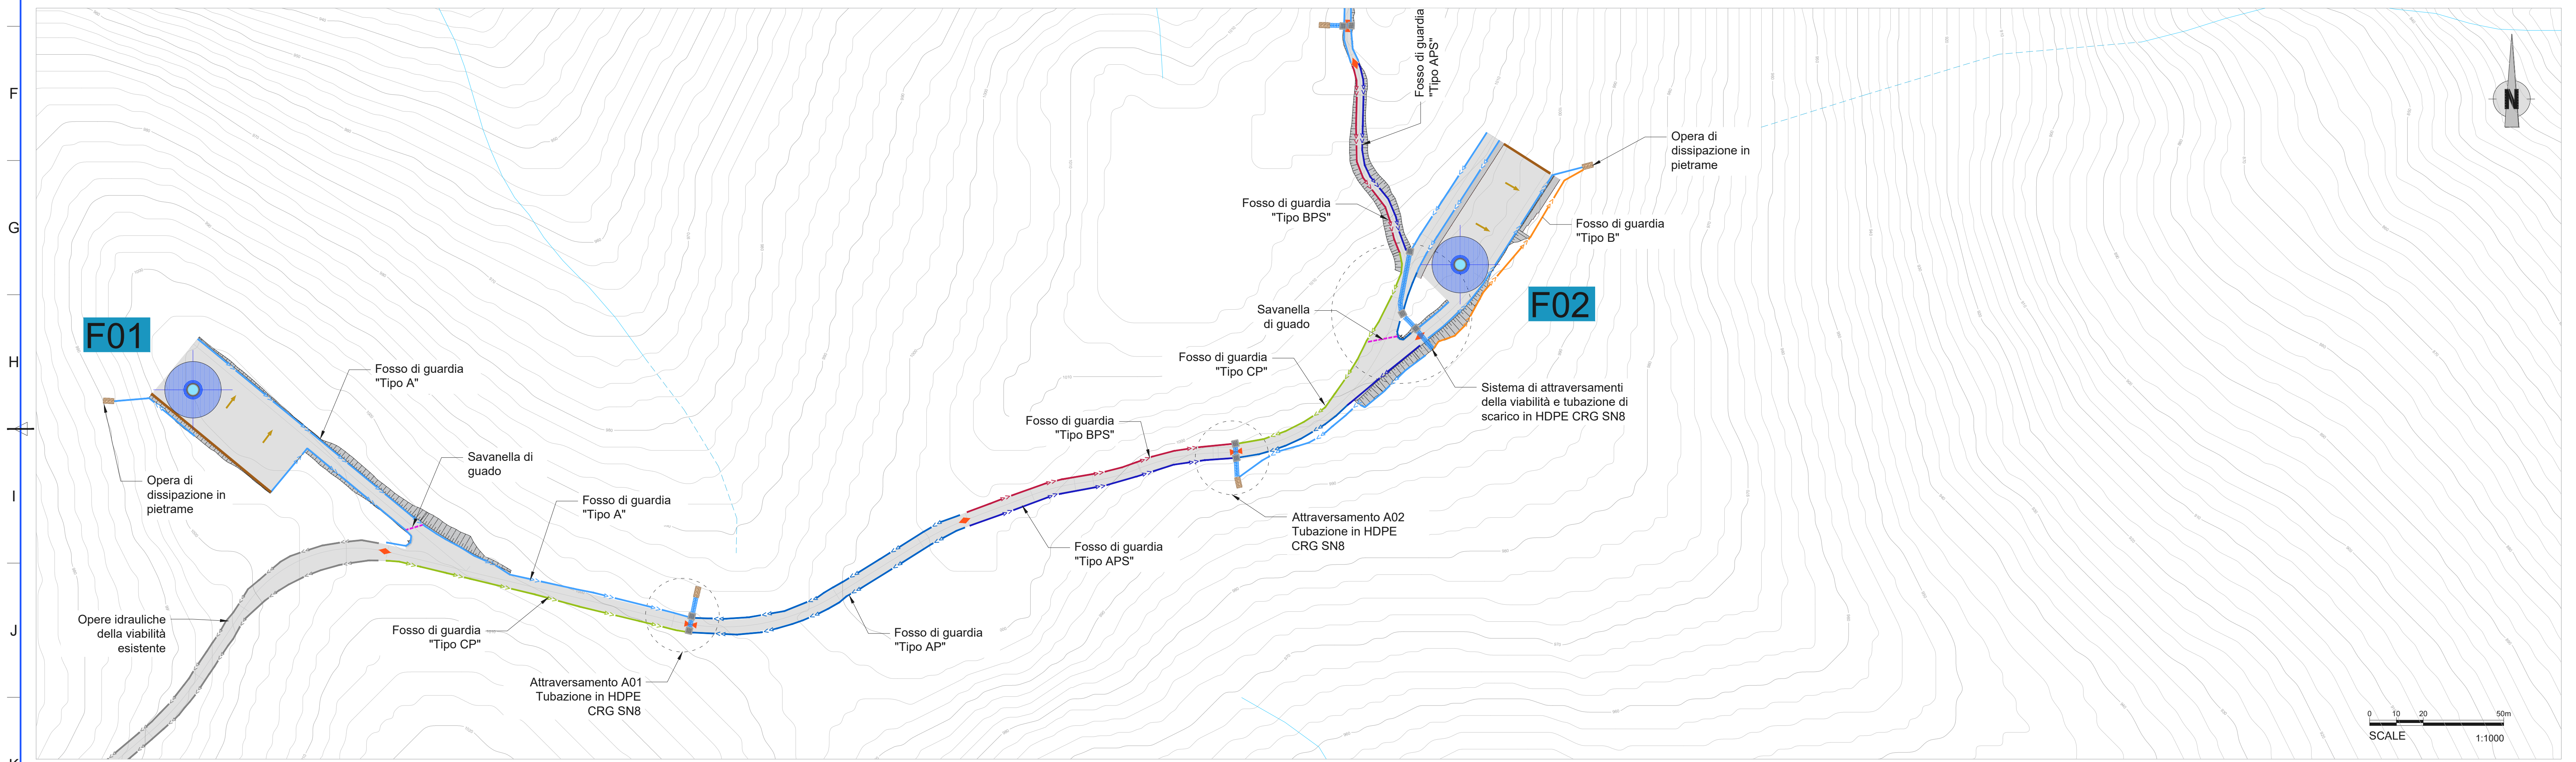 F
G
H
I
J
N
Fosso di guardia
"Tipo APS"
Opera di
dissipazione in
pietrame
Fosso di guardia
"Tipo BPS"
Fosso di guardia
"Tipo B"
F02
Savanella
di guado
F01
Fosso di guardia
"Tipo CP"
Fosso di guardia
"Tipo A"
Sistema di attraversamenti
della viabilità e tubazione di
scarico in HDPE CRG SN8
Fosso di guardia
"Tipo BPS"
Savanella di
guado
Opera di
dissipazione in
pietrame
Fosso di guardia
"Tipo A"
Attraversamento A02
Tubazione in HDPE
CRG SN8
Fosso di guardia
"Tipo APS"
Opere idrauliche
della viabilità
esistente
Fosso di guardia
"Tipo CP"
Fosso di guardia
"Tipo AP"
Attraversamento A01
Tubazione in HDPE
CRG SN8
0 10 20 50m
SCALE 1:1000